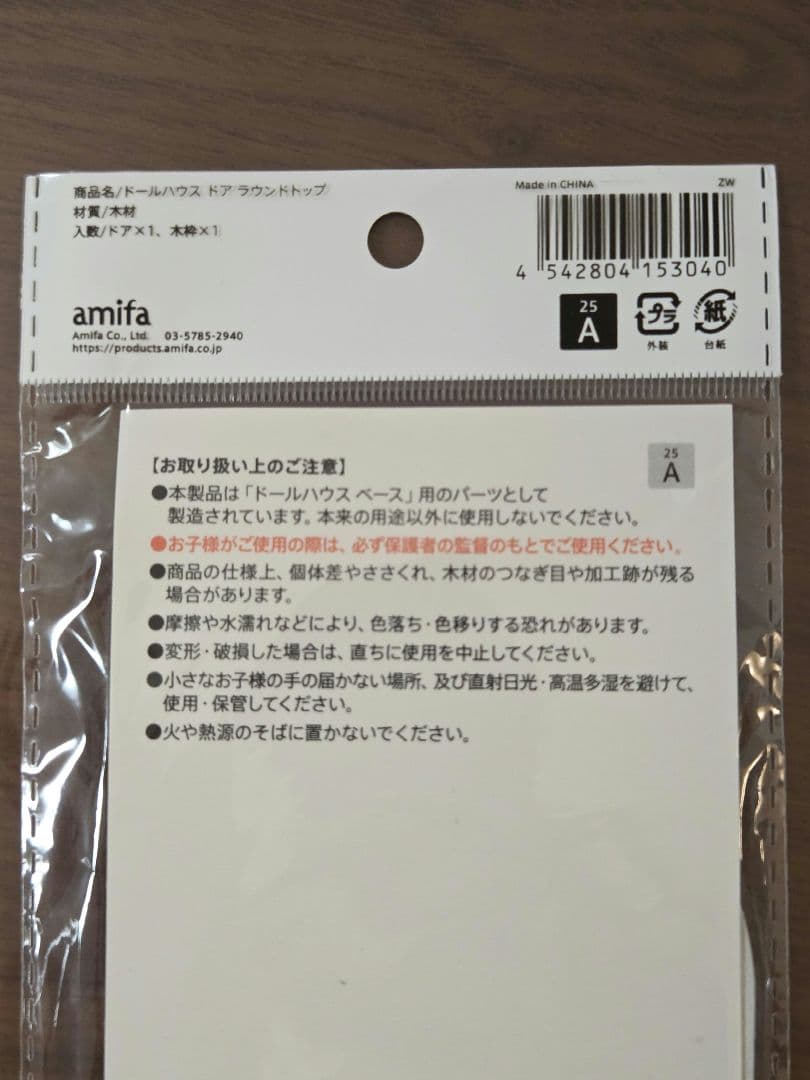 商品名/ドールハウス ドア ラウンドトップ
材質/木材
入数/ドア×1、木枠×1
amifa
Amifa Co., Ltd. 03-5785-2940
https://products.amifa.co.jp
Made in CHINA ZW
4 542804 153040
25
A
プラ
外装
紙
台紙
【お取り扱い上のご注意】
25
A
●本製品は「ドールハウス ベース」用のパーツとして
製造されています。本来の用途以外に使用しないでください。
●お子様がご使用の際は、必ず保護者の監督のもとでご使用ください。
●商品の仕様上、個体差やささくれ、木材のつなぎ目や加工跡が残る
場合があります。
●摩擦や水濡れなどにより、色落ち・色移りする恐れがあります。
●変形・破損した場合は、直ちに使用を中止してください。
●小さなお子様の手の届かない場所、及び直射日光・高温多湿を避けて、
使用・保管してください。
●火や熱源のそばに置かないでください。